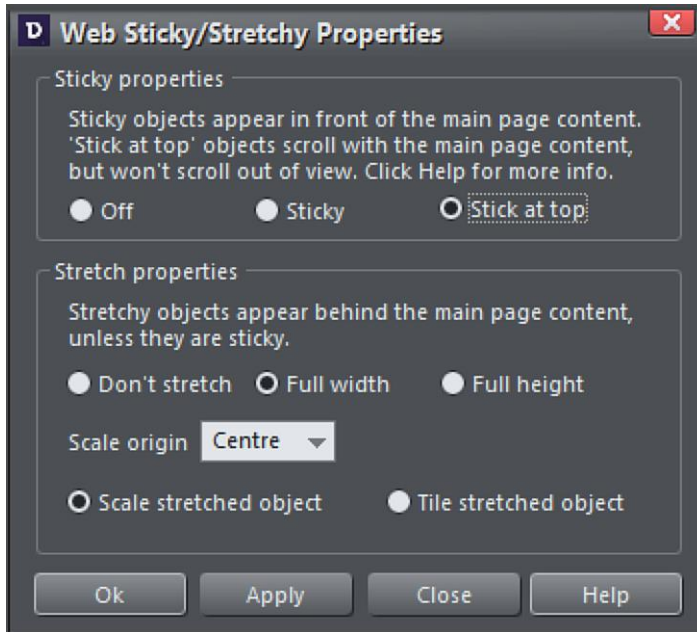 D Web Sticky/Stretchy Properties
Sticky properties
Sticky objects appear in front of the main page content.
'Stick at top' objects scroll with the main page content,
but won't scroll out of view. Click Help for more info.
Off Sticky Stick at top
Stretch properties
Stretchy objects appear behind the main page content,
unless they are sticky.
Don't stretch Full width Full height
Scale origin Centre
Scale stretched object Tile stretched object
Ok Apply Close Help